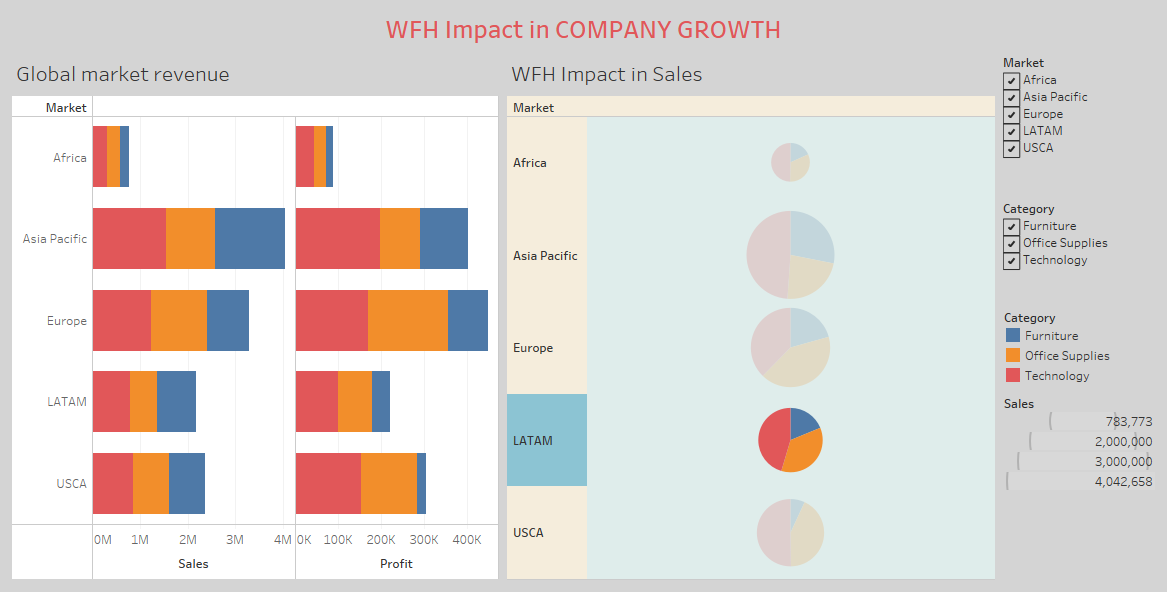 WFH Impact in COMPANY GROWTH
Global market revenue
Market
Africa
Asia Pacific
Europe
LATAM
USCA
0M 1M 2M 3M 4M 0K 100K 200K 300K 400K
Sales Profit
WFH Impact in Sales
Market
Africa
Asia Pacific
Europe
LATAM
USCA
Market
Africa
Asia Pacific
Europe
LATAM
USCA
Category
Furniture
Office Supplies
Technology
Category
Furniture
Office Supplies
Technology
Sales
783,773
2,000,000
3,000,000
4,042,658